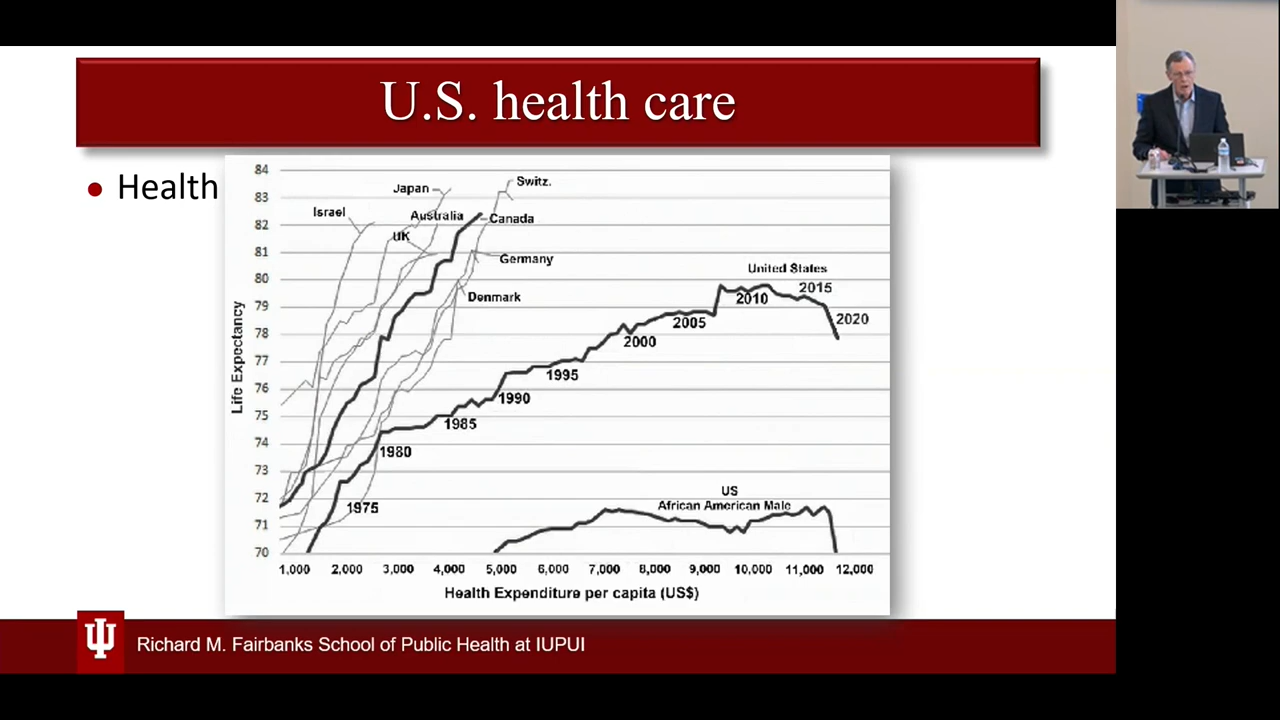 U.S. health care
• Health
84
83
82
81
80
79
78
77
76
75
74
73
72
71
70
Life Expectancy
Israel
Japan
Australia
UK
Switz.
Canada
Germany
Denmark
United States
2020
2015
2010
2005
2000
1995
1990
1985
1980
1975
US
African American Male
1,000 2,000 3,000 4,000 5,000 6,000 7,000 8,000 9,000 10,000 11,000 12,000
Health Expenditure per capita (US$)
Richard M. Fairbanks School of Public Health at IUPUI